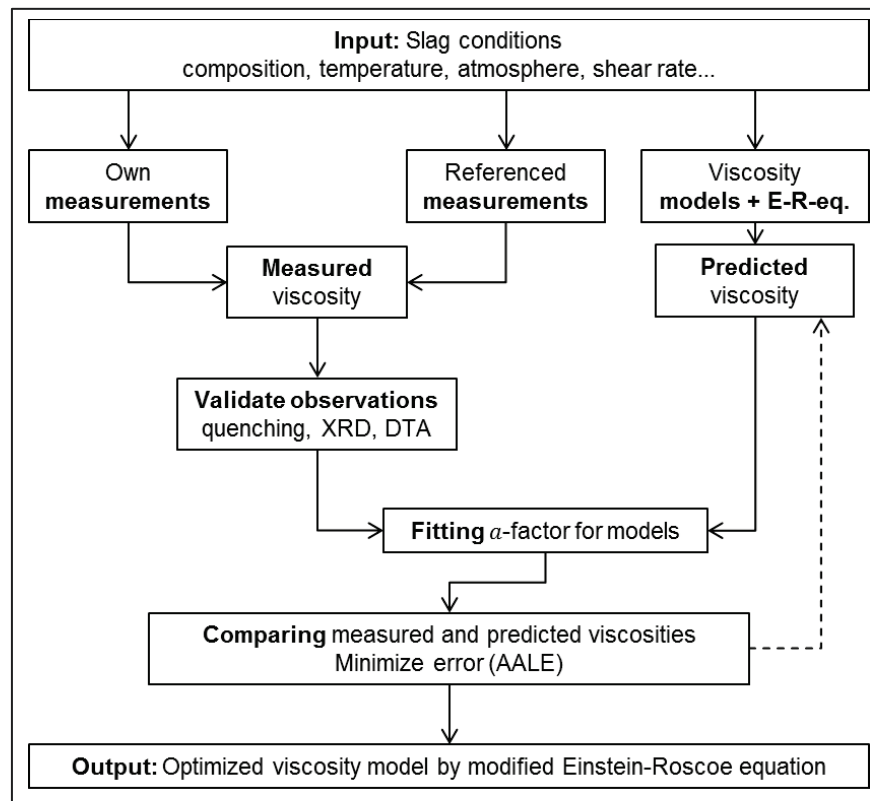 Input: Slag conditions
composition, temperature, atmosphere, shear rate...
Own
measurements
Referenced
measurements
Viscosity
models + E-R-eq.
Measured
viscosity
Predicted
viscosity
Validate observations
quenching, XRD, DTA
Fitting a-factor for models
Comparing measured and predicted viscosities
Minimize error (AALE)
Output: Optimized viscosity model by modified Einstein-Roscoe equation